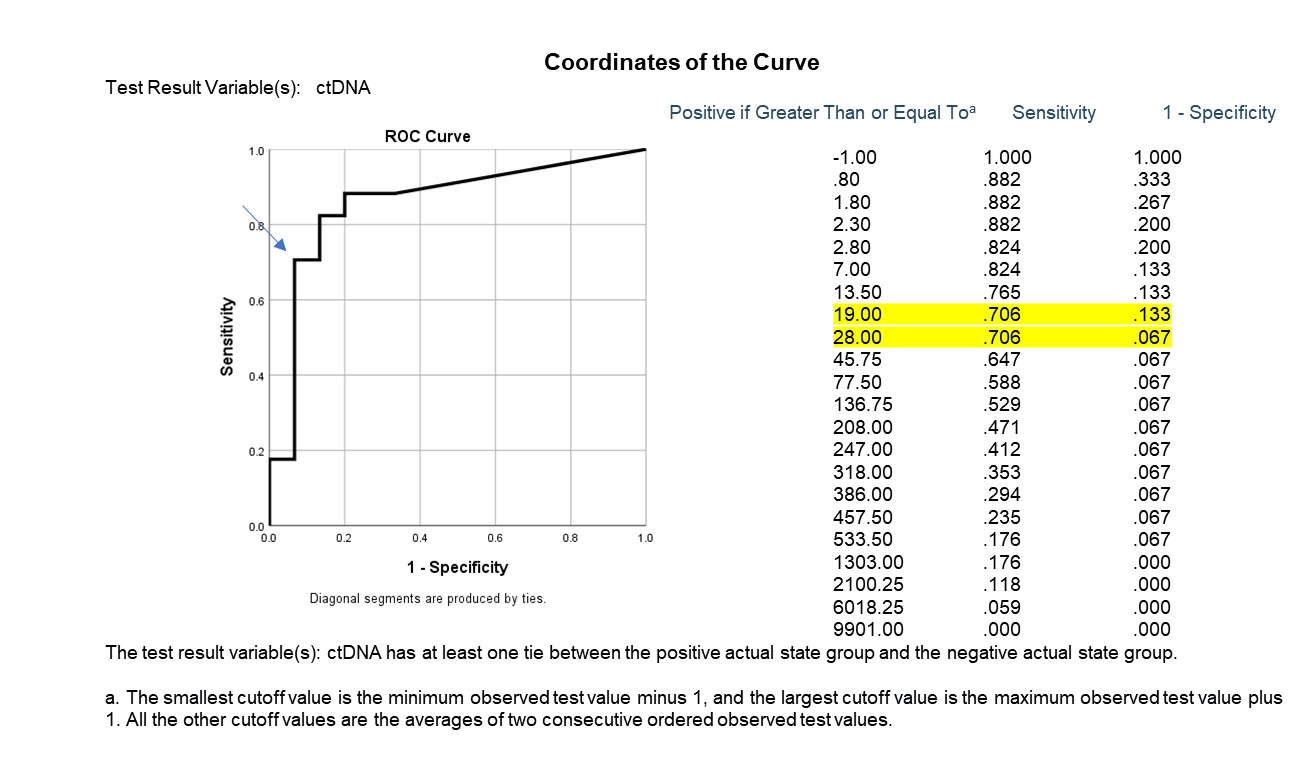 Coordinates of the Curve
Test Result Variable(s): ctDNA
Positive if Greater Than or Equal Toᵃ Sensitivity 1 - Specificity
ROC Curve
1.0
0.8
0.6
0.4
0.2
0.0
Sensitivity
0.0 0.2 0.4 0.6 0.8 1.0
1 - Specificity
Diagonal segments are produced by ties.
-1.00 1.000 1.000
.80 .882 .333
1.80 .882 .267
2.30 .882 .200
2.80 .824 .200
7.00 .824 .133
13.50 .765 .133
19.00 .706 .133
28.00 .706 .067
45.75 .647 .067
77.50 .588 .067
136.75 .529 .067
208.00 .471 .067
247.00 .412 .067
318.00 .353 .067
386.00 .294 .067
457.50 .235 .067
533.50 .176 .067
1303.00 .176 .000
2100.25 .118 .000
6018.25 .059 .000
9901.00 .000 .000
The test result variable(s): ctDNA has at least one tie between the positive actual state group and the negative actual state group.
a. The smallest cutoff value is the minimum observed test value minus 1, and the largest cutoff value is the maximum observed test value plus
1. All the other cutoff values are the averages of two consecutive ordered observed test values.